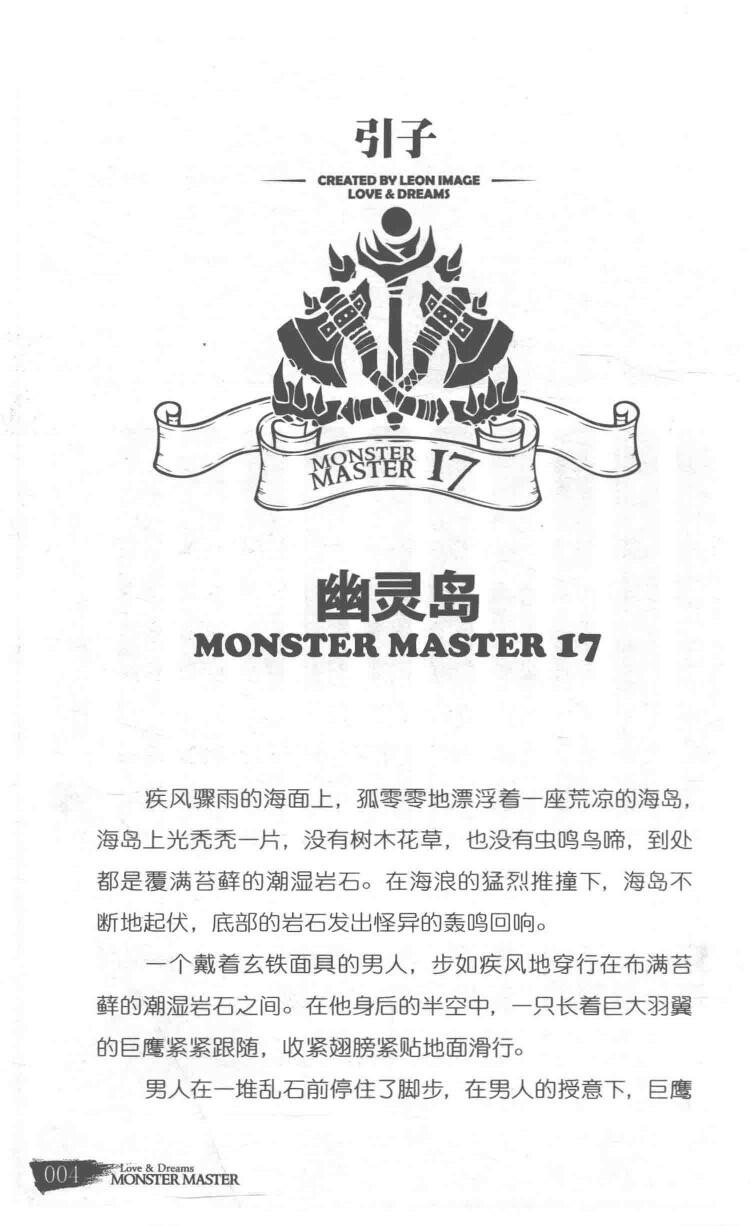 引子
CREATED BY LEON IMAGE
LOVE & DREAMS
MONSTER
MASTER 17
幽灵岛
MONSTER MASTER 17
疾风骤雨的海面上，孤零零地漂浮着一座荒凉的海岛，
海岛上光秃秃一片，没有树木花草，也没有虫鸣鸟啼，到处
都是覆满苔藓的潮湿岩石。在海浪的猛烈推撞下，海岛不
断地起伏，底部的岩石发出怪异的轰鸣回响。
一个戴着玄铁面具的男人，步如疾风地穿行在布满苔
藓的潮湿岩石之间。在他身后的半空中，一只长着巨大羽翼
的巨鹰紧紧跟随，收紧翅膀紧贴地面滑行。
男人在一堆乱石前停住了脚步，在男人的授意下，巨鹰
004
Love & Dreams
MONSTER MASTER